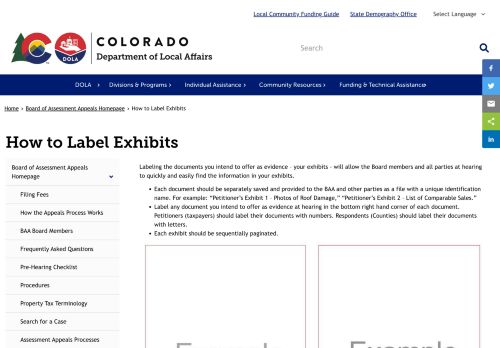 Local Community Funding Guide State Demography Office Select Language
COLORADO
Department of Local Affairs
DOLA
Search
DOLA Divisions & Programs Individual Assistance Community Resources Funding & Technical Assistance
Home › Board of Assessment Appeals Homepage › How to Label Exhibits
How to Label Exhibits
Board of Assessment Appeals Homepage
Filing Fees
How the Appeals Process Works
BAA Board Members
Frequently Asked Questions
Pre-Hearing Checklist
Procedures
Property Tax Terminology
Search for a Case
Assessment Appeals Processes
Labeling the documents you intend to offer as evidence – your exhibits – will allow the Board members and all parties at hearing
to quickly and easily find the information in your exhibits.
• Each document should be separately saved and provided to the BAA and other parties as a file with a unique identification
name. For example: “Petitioner’s Exhibit 1 – Photos of Roof Damage,” “Petitioner’s Exhibit 2 – List of Comparable Sales.”
• Label any document you intend to offer as evidence at hearing in the bottom right hand corner of each document.
Petitioners (taxpayers) should label their documents with numbers. Respondents (Counties) should label their documents
with letters.
• Each exhibit should be sequentially paginated.
Example
Example